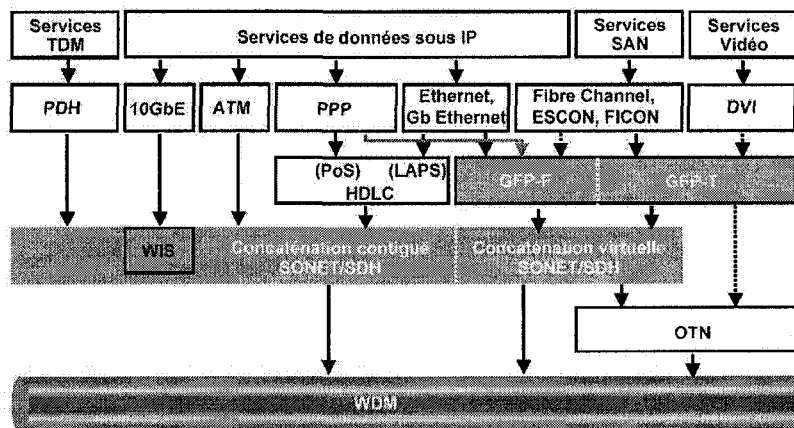 Services
TDM
Services de données sous IP
Services
SAN
Services
Vidéo
PDH
10GbE
ATM
PPP
Ethernet,
Gb Ethernet
Fibre Channel,
ESCON, FICON
DVI
(PoS) (LAPS)
HDLC
GFP-F
GFP-T
WIS
Concaténation contiguë
SONET/SDH
Concaténation virtuelle
SONET/SDH
OTN
WDM